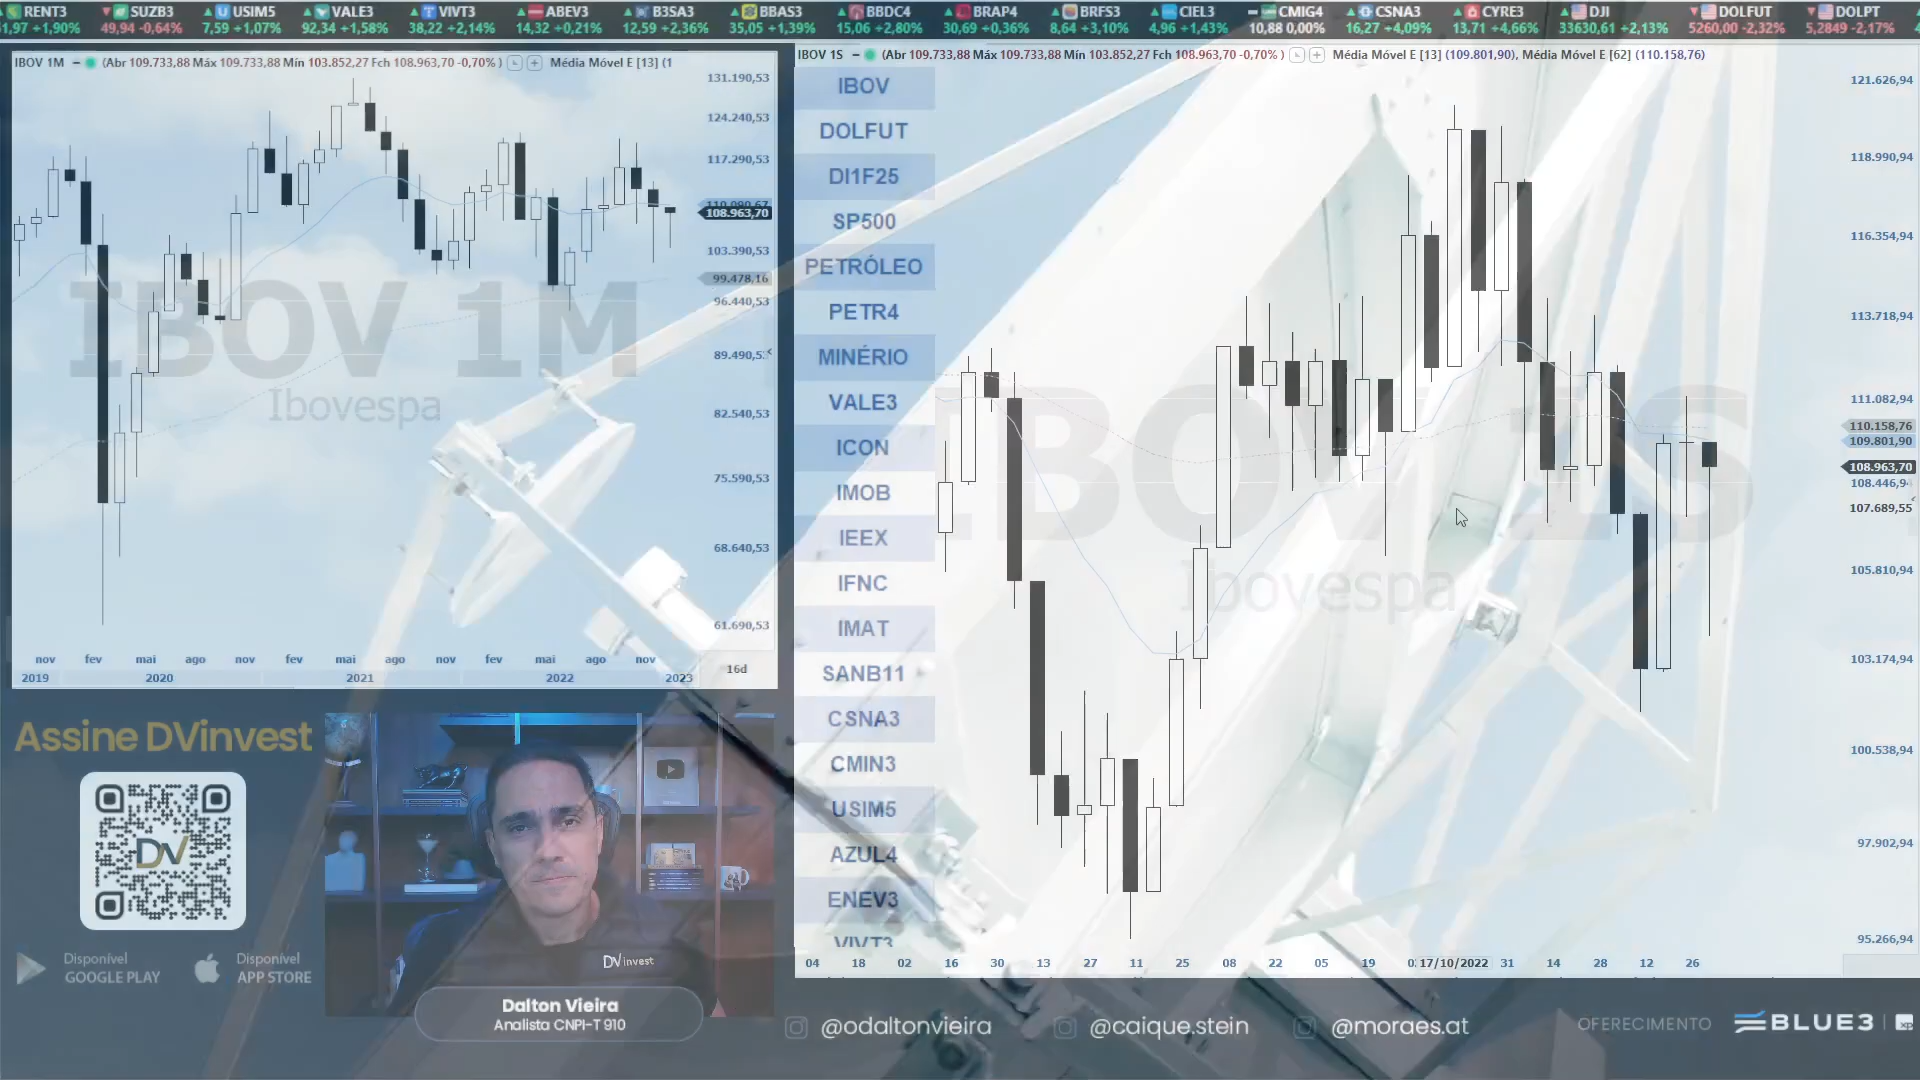 RENT3 SUZB3 USIM5 VALE3 VIVT3 ABEV3 B3SA3 BBAS3 BBDC4 BRAP4 BRFS3 CIEL3 CMIG4 CSNA3 CYRE3 DJI DOLFUT DOLPT
+1,90% 49,94 -0,64% 7,59 +1,07% 92,34 +1,58% 38,22 +2,14% 14,32 +0,21% 12,59 +2,36% 35,05 +1,39% 15,06 +2,80% 30,69 +0,36% 8,64 +3,10% 4,96 +1,43% 10,88 0,00% 16,27 +4,09% 13,71 +4,66% 33630,61 +2,13% 5260,00 -2,32% 5,2849 -2,17%
IBOV 1M (Abr 109.733,88 Máx 109.733,88 Mín 103.852,27 Fch 108.963,70 -0,70% ) Média Móvel E [13] (1
131.190,53
124.240,53
117.290,53
108.963,70
103.390,53
99.478,16
96.440,53
89.490,53
82.540,53
75.590,53
68.640,53
61.690,53
IBOV 1M
Ibovespa
nov fev mai ago nov fev mai ago nov fev mai ago nov
2019 2020 2021 2022 2023
16d
IBOV 1S (Abr 109.733,88 Máx 109.733,88 Mín 103.852,27 Fch 108.963,70 -0,70% ) Média Móvel E [13] (109.801,90), Média Móvel E [62] (110.158,76)
IBOV
DOLFUT
DI1F25
SP500
PETRÓLEO
PETR4
MINÉRIO
VALE3
ICON
IMOB
IEEX
IFNC
IMAT
SANB11
CSNA3
CMIN3
USIM5
AZUL4
ENEV3
VIVT3
IBOV 1S
Ibovespa
121.626,94
118.990,94
116.354,94
113.718,94
111.082,94
110.158,76
109.801,90
108.963,70
108.446,94
107.689,55
105.810,94
103.174,94
100.538,94
97.902,94
95.266,94
04 18 02 16 30 13 27 11 25 08 22 05 19 17/10/2022 31 14 28 12 26
Assine DVinvest
DV
Disponível
GOOGLE PLAY
Disponível
APP STORE
DV invest
Dalton Vieira
Analista CNPI-T 910
@odaltonvieira @caique.stein @moraes.at
OFERECIMENTO BLUE3 xp